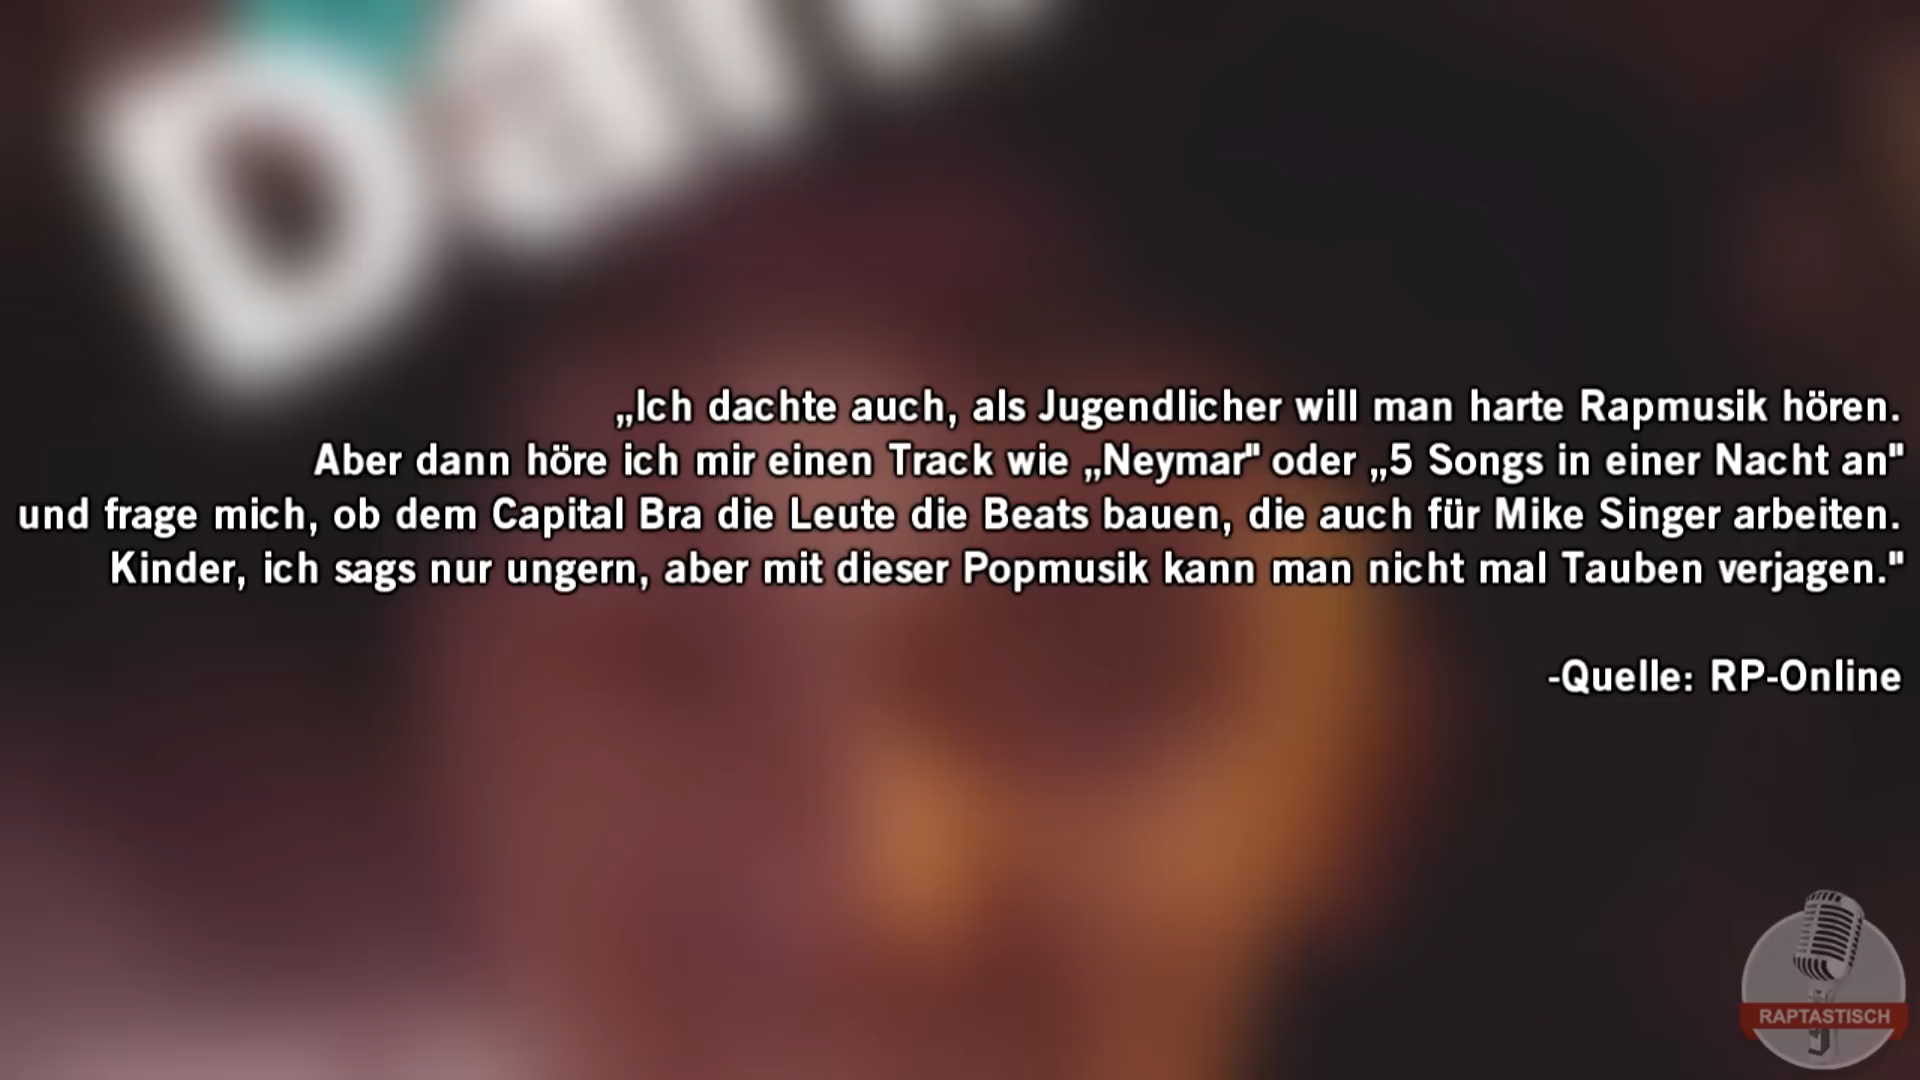 „Ich dachte auch, als Jugendlicher will man harte Rapmusik hören.
Aber dann höre ich mir einen Track wie „Neymar" oder „5 Songs in einer Nacht an"
und frage mich, ob dem Capital Bra die Leute die Beats bauen, die auch für Mike Singer arbeiten.
Kinder, ich sags nur ungern, aber mit dieser Popmusik kann man nicht mal Tauben verjagen."
-Quelle: RP-Online
RAPTASTISCH